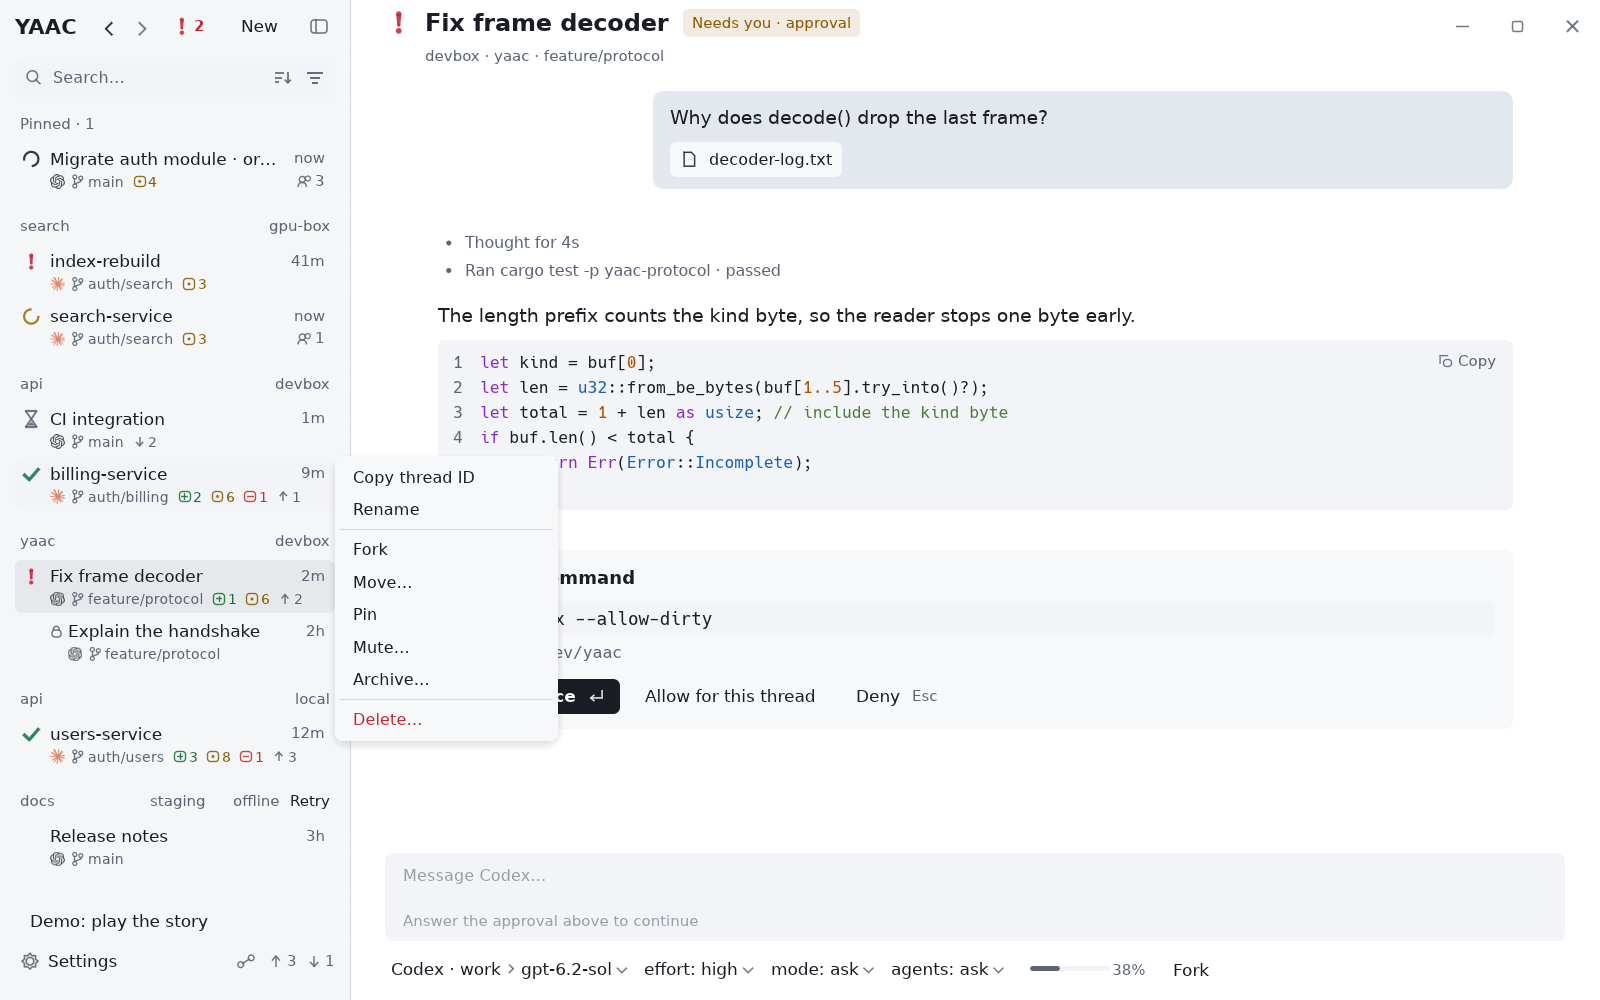 YAAC
2
New
Search...
Pinned · 1
Migrate auth module · or... now
main 4 3
search gpu-box
index-rebuild 41m
auth/search 3
search-service now
auth/search 3 1
api devbox
CI integration 1m
main ↓2
billing-service 9m
auth/billing 2 6 1 ↑1
yaac devbox
Fix frame decoder 2m
feature/protocol 1 6 ↑2
Explain the handshake 2h
feature/protocol
api local
users-service 12m
auth/users 3 8 1 ↑3
docs staging offline Retry
Release notes 3h
main
Demo: play the story
Settings ↑3 ↓1
Fix frame decoder Needs you · approval
devbox · yaac · feature/protocol
Why does decode() drop the last frame?
decoder-log.txt
• Thought for 4s
• Ran cargo test -p yaac-protocol · passed
The length prefix counts the kind byte, so the reader stops one byte early.
Copy
1 let kind = buf[0];
2 let len = u32::from_be_bytes(buf[1..5].try_into()?);
3 let total = 1 + len as usize; // include the kind byte
4 if buf.len() < total {
Err(Error::Incomplete);
Copy thread ID
Rename
Fork
Move...
Pin
Mute...
Archive...
Delete...
--allow-dirty
/yaac
Allow for this thread Deny Esc
Message Codex...
Answer the approval above to continue
Codex · work > gpt-6.2-sol effort: high mode: ask agents: ask 38% Fork